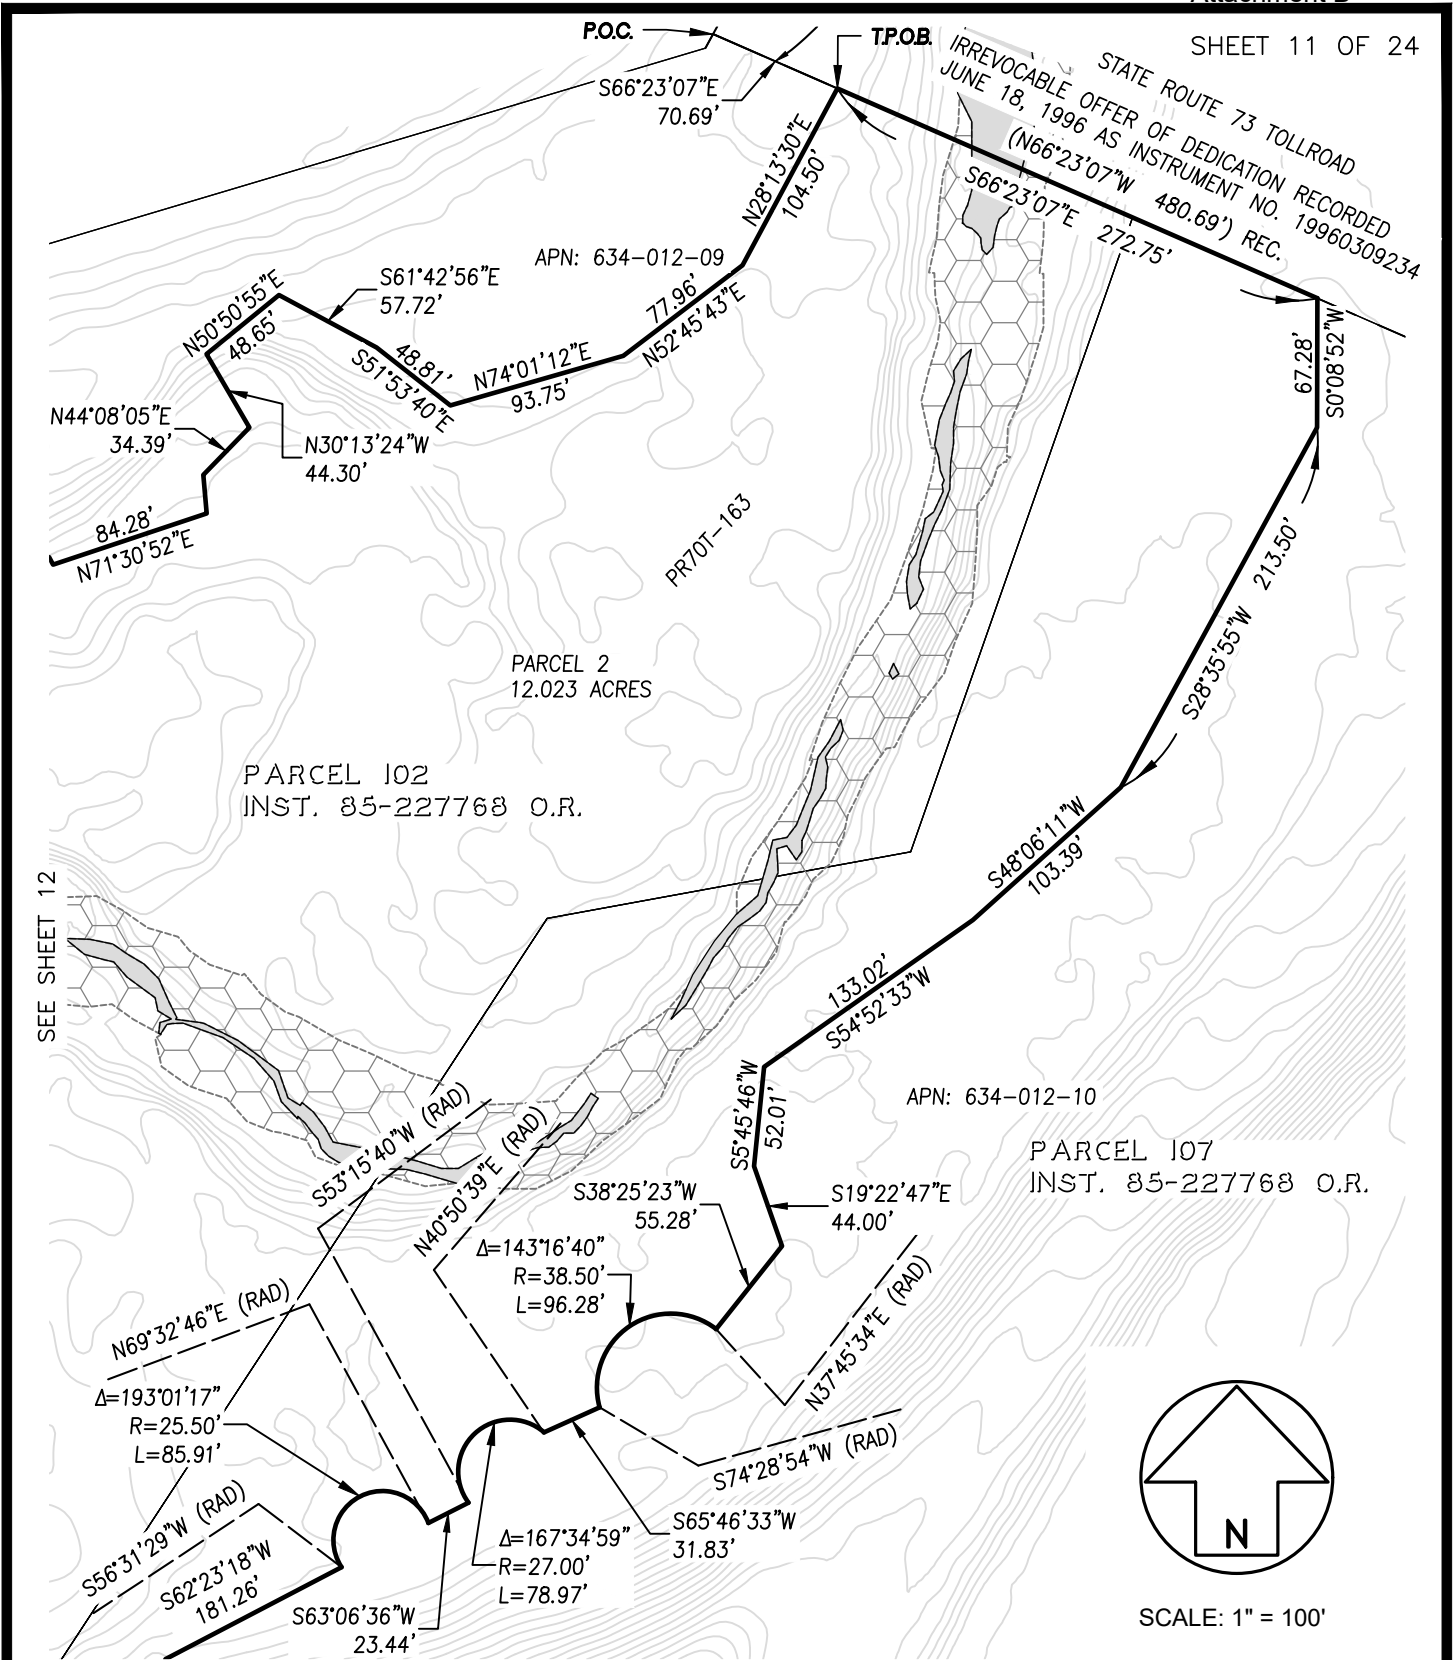 Attachment B
SHEET 11 OF 24
P.O.C.
T.P.O.B.
S66°23'07"E
70.69'
STATE ROUTE 73 TOLLROAD
IRREVOCABLE OFFER OF DEDICATION RECORDED
JUNE 18, 1996 AS INSTRUMENT NO. 19960309234
(N66°23'07"W 480.69') REC.
S66°23'07"E 272.75'
N28°13'30"E
104.50'
APN: 634-012-09
S61°42'56"E
57.72'
N50°50'55"E
48.65'
48.81'
S51°53'40"E
N74°01'12"E
93.75'
77.96'
N52°45'43"E
67.28'
S0°08'52"W
N44°08'05"E
34.39'
N30°13'24"W
44.30'
84.28'
N71°30'52"E
PR70T-163
S28°35'55"W 213.50'
PARCEL 2
12.023 ACRES
PARCEL 102
INST. 85-227768 O.R.
S48°06'11"W
103.39'
SEE SHEET 12
133.02'
S54°52'33"W
S5°45'46"W
52.01'
APN: 634-012-10
PARCEL 107
INST. 85-227768 O.R.
S53°15'40"W (RAD)
N40°50'39"E (RAD)
S38°25'23"W
55.28'
S19°22'47"E
44.00'
Δ=143°16'40"
R=38.50'
L=96.28'
N69°32'46"E (RAD)
N37°45'34"E (RAD)
Δ=193°01'17"
R=25.50'
L=85.91'
S74°28'54"W (RAD)
S56°31'29"W (RAD)
S65°46'33"W
31.83'
Δ=167°34'59"
R=27.00'
L=78.97'
S62°23'18"W
181.26'
S63°06'36"W
23.44'
N
SCALE: 1" = 100'